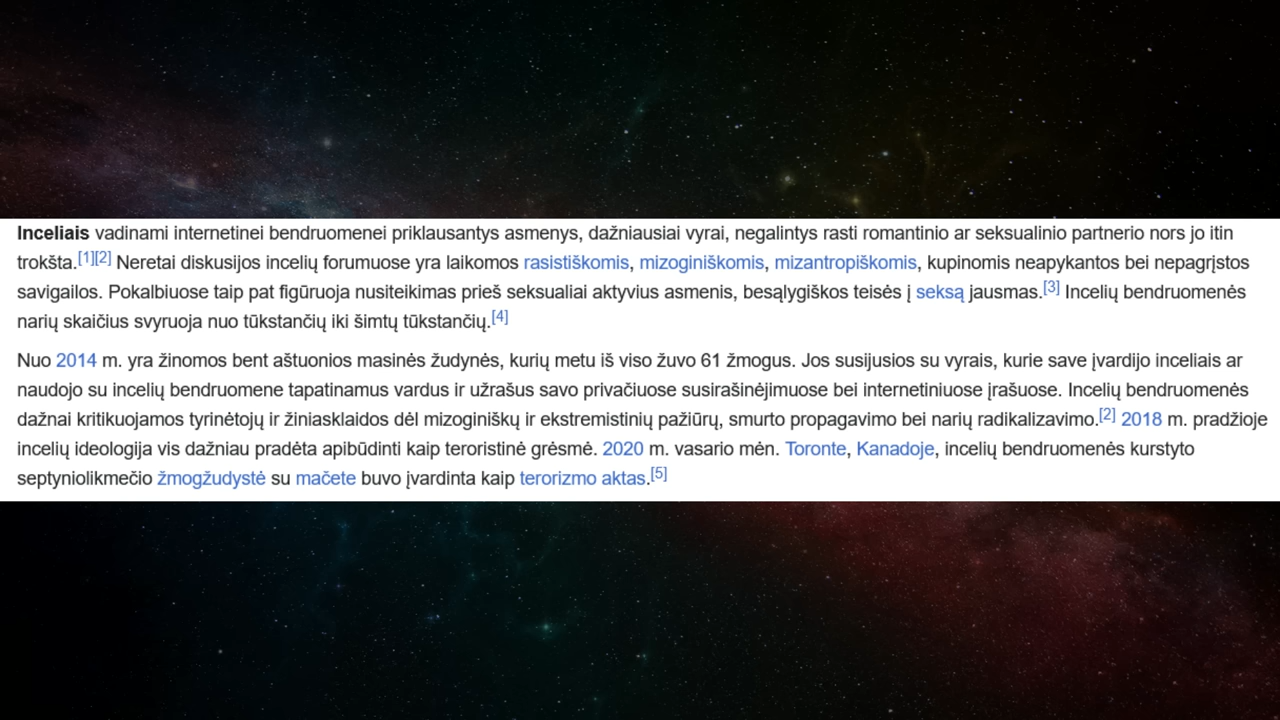 Inceliais vadinami internetinei bendruomenei priklausantys asmenys, dažniausiai vyrai, negalintys rasti romantinio ar seksualinio partnerio nors jo itin
trokšta.[1][2] Neretai diskusijos incelių forumuose yra laikomos rasistiškomis, mizoginiškomis, mizantropiškomis, kupinomis neapykantos bei nepagrįstos
savigailos. Pokalbiuose taip pat figūruoja nusiteikimas prieš seksualiai aktyvius asmenis, besąlygiškos teisės į seksą jausmas.[3] Incelių bendruomenės
narių skaičius svyruoja nuo tūkstančių iki šimtų tūkstančių.[4]
Nuo 2014 m. yra žinomos bent aštuonios masinės žudynės, kurių metu iš viso žuvo 61 žmogus. Jos susijusios su vyrais, kurie save įvardijo inceliais ar
naudojo su incelių bendruomene tapatinamus vardus ir užrašus savo privačiuose susirašinėjimuose bei internetiniuose įrašuose. Incelių bendruomenės
dažnai kritikuojamos tyrinėtojų ir žiniasklaidos dėl mizoginiškų ir ekstremistinių pažiūrų, smurto propagavimo bei narių radikalizavimo.[2] 2018 m. pradžioje
incelių ideologija vis dažniau pradėta apibūdinti kaip teroristinė grėsmė. 2020 m. vasario mėn. Toronte, Kanadoje, incelių bendruomenės kurstyto
septyniolikmečio žmogžudystė su mačete buvo įvardinta kaip terorizmo aktas.[5]